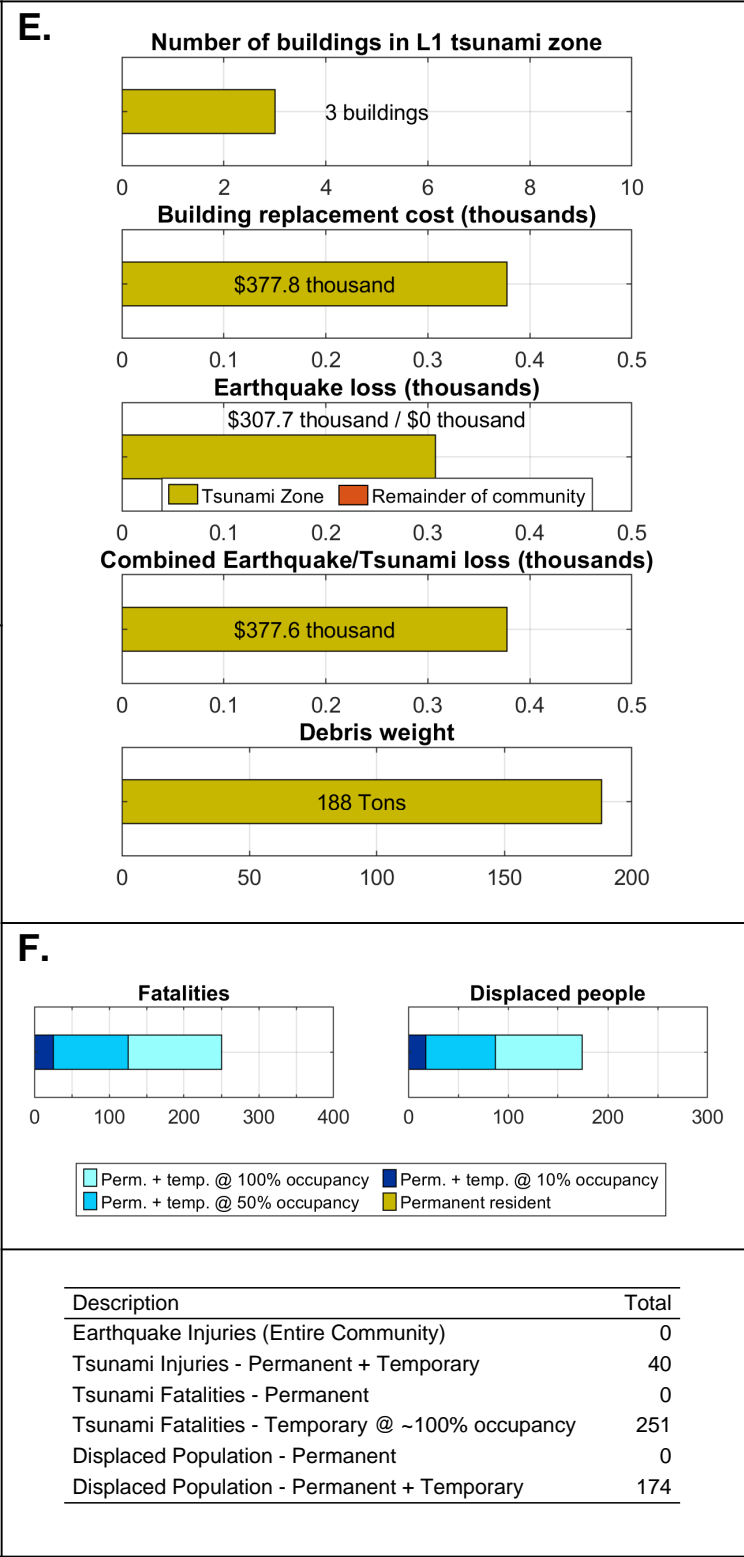 E.
Number of buildings in L1 tsunami zone
3 buildings
0 2 4 6 8 10
Building replacement cost (thousands)
$377.8 thousand
0 0.1 0.2 0.3 0.4 0.5
Earthquake loss (thousands)
$307.7 thousand / $0 thousand
Tsunami Zone Remainder of community
0 0.1 0.2 0.3 0.4 0.5
Combined Earthquake/Tsunami loss (thousands)
$377.6 thousand
0 0.1 0.2 0.3 0.4 0.5
Debris weight
188 Tons
0 50 100 150 200
F.
Fatalities
0 100 200 300 400
Displaced people
0 100 200 300
Perm. + temp. @ 100% occupancy Perm. + temp. @ 10% occupancy
Perm. + temp. @ 50% occupancy Permanent resident
Description Total
Earthquake Injuries (Entire Community) 0
Tsunami Injuries - Permanent + Temporary 40
Tsunami Fatalities - Permanent 0
Tsunami Fatalities - Temporary @ ~100% occupancy 251
Displaced Population - Permanent 0
Displaced Population - Permanent + Temporary 174